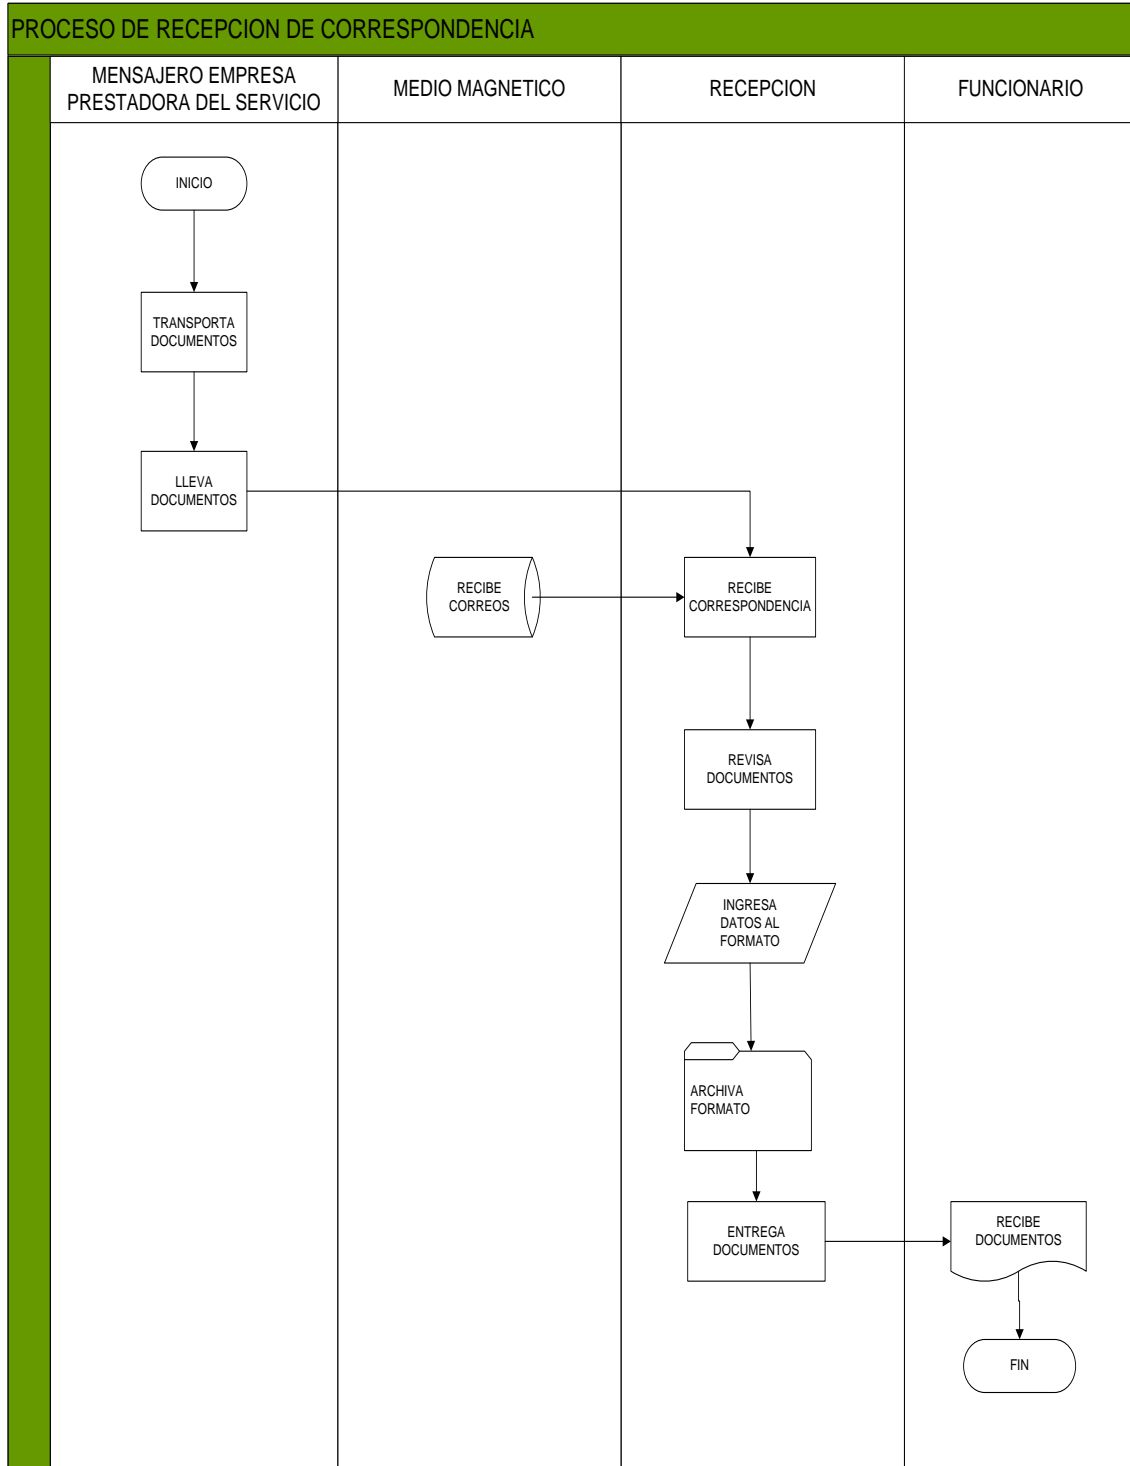 PROCESO DE RECEPCION DE CORRESPONDENCIA
MENSAJERO EMPRESA
PRESTADORA DEL SERVICIO
MEDIO MAGNETICO
RECEPCION
FUNCIONARIO
INICIO
TRANSPORTA
DOCUMENTOS
LLEVA
DOCUMENTOS
RECIBE
CORREOS
RECIBE
CORRESPONDENCIA
REVISA
DOCUMENTOS
INGRESA
DATOS AL
FORMATO
ARCHIVA
FORMATO
ENTREGA
DOCUMENTOS
RECIBE
DOCUMENTOS
FIN